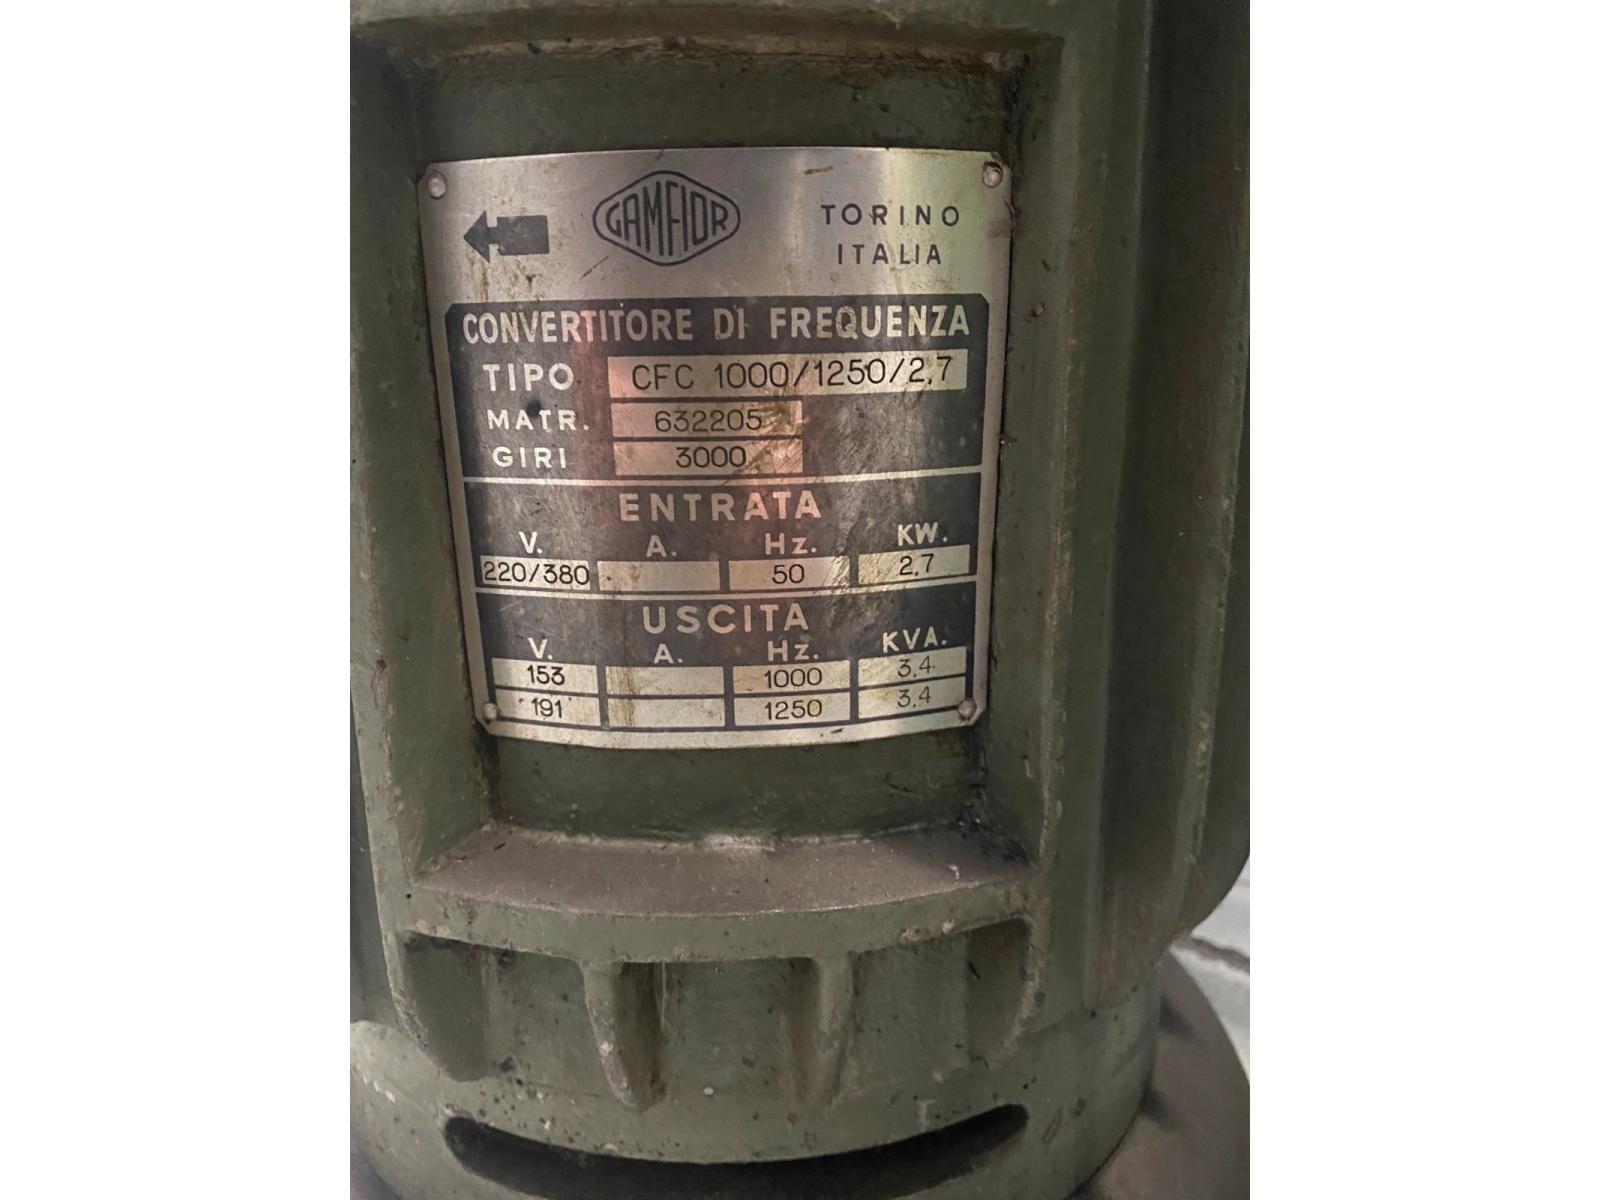 GAMFIOR
TORINO
ITALIA
CONVERTITORE DI FREQUENZA
TIPO CFC 1000/1250/2,7
MATR. 632205
GIRI 3000
ENTRATA
V. A. Hz. KW.
220/380 50 2,7
USCITA
V. A. Hz. KVA.
153 1000 3,4
191 1250 3,4